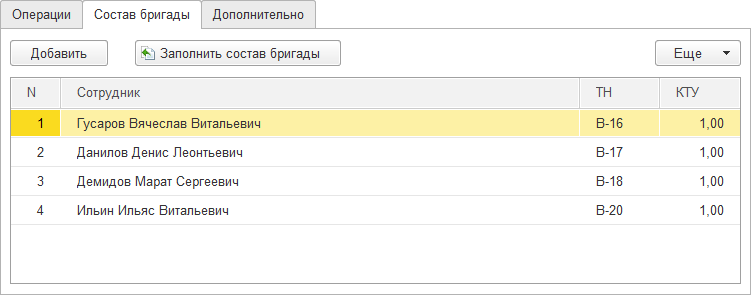 Операции Состав бригады Дополнительно
Добавить Заполнить состав бригады Еще
N Сотрудник ТН КТУ
1 Гусаров Вячеслав Витальевич В-16 1,00
2 Данилов Денис Леонтьевич В-17 1,00
3 Демидов Марат Сергеевич В-18 1,00
4 Ильин Ильяс Витальевич В-20 1,00